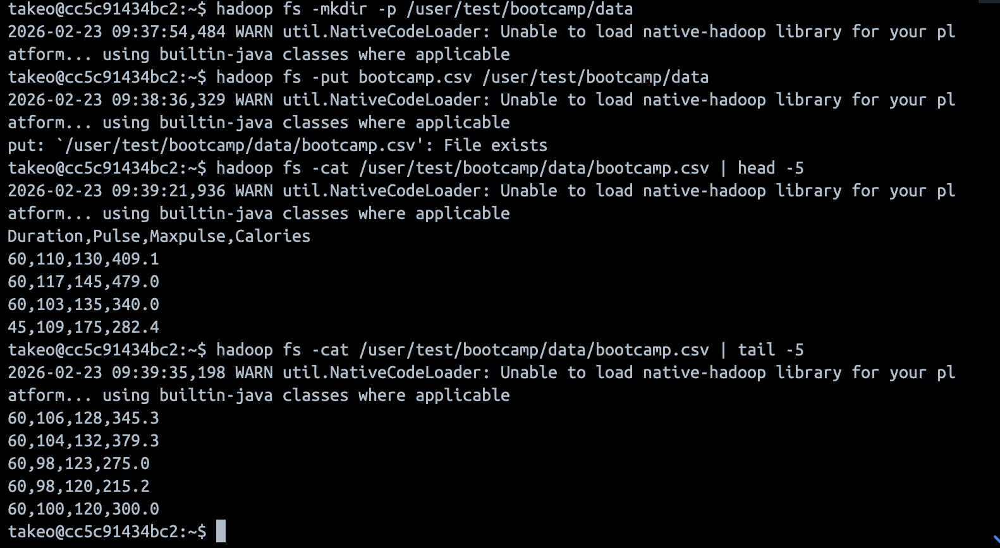 takeo@cc5c91434bc2:~$ hadoop fs -mkdir -p /user/test/bootcamp/data
2026-02-23 09:37:54,484 WARN util.NativeCodeLoader: Unable to load native-hadoop library for your pl
atform... using builtin-java classes where applicable
takeo@cc5c91434bc2:~$ hadoop fs -put bootcamp.csv /user/test/bootcamp/data
2026-02-23 09:38:36,329 WARN util.NativeCodeLoader: Unable to load native-hadoop library for your pl
atform... using builtin-java classes where applicable
put: `/user/test/bootcamp/data/bootcamp.csv': File exists
takeo@cc5c91434bc2:~$ hadoop fs -cat /user/test/bootcamp/data/bootcamp.csv | head -5
2026-02-23 09:39:21,936 WARN util.NativeCodeLoader: Unable to load native-hadoop library for your pl
atform... using builtin-java classes where applicable
Duration,Pulse,Maxpulse,Calories
60,110,130,409.1
60,117,145,479.0
60,103,135,340.0
45,109,175,282.4
takeo@cc5c91434bc2:~$ hadoop fs -cat /user/test/bootcamp/data/bootcamp.csv | tail -5
2026-02-23 09:39:35,198 WARN util.NativeCodeLoader: Unable to load native-hadoop library for your pl
atform... using builtin-java classes where applicable
60,106,128,345.3
60,104,132,379.3
60,98,123,275.0
60,98,120,215.2
60,100,120,300.0
takeo@cc5c91434bc2:~$